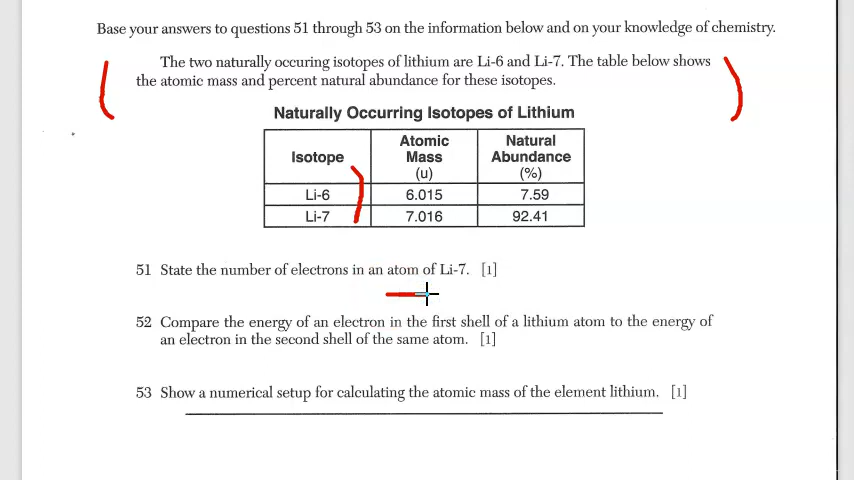 Base your answers to questions 51 through 53 on the information below and on your knowledge of chemistry.
The two naturally occuring isotopes of lithium are Li-6 and Li-7. The table below shows
the atomic mass and percent natural abundance for these isotopes.
Naturally Occurring Isotopes of Lithium
Isotope
Atomic
Mass
(u)
Natural
Abundance
(%)
Li-6 6.015 7.59
Li-7 7.016 92.41
51 State the number of electrons in an atom of Li-7. [1]
52 Compare the energy of an electron in the first shell of a lithium atom to the energy of
an electron in the second shell of the same atom. [1]
53 Show a numerical setup for calculating the atomic mass of the element lithium. [1]